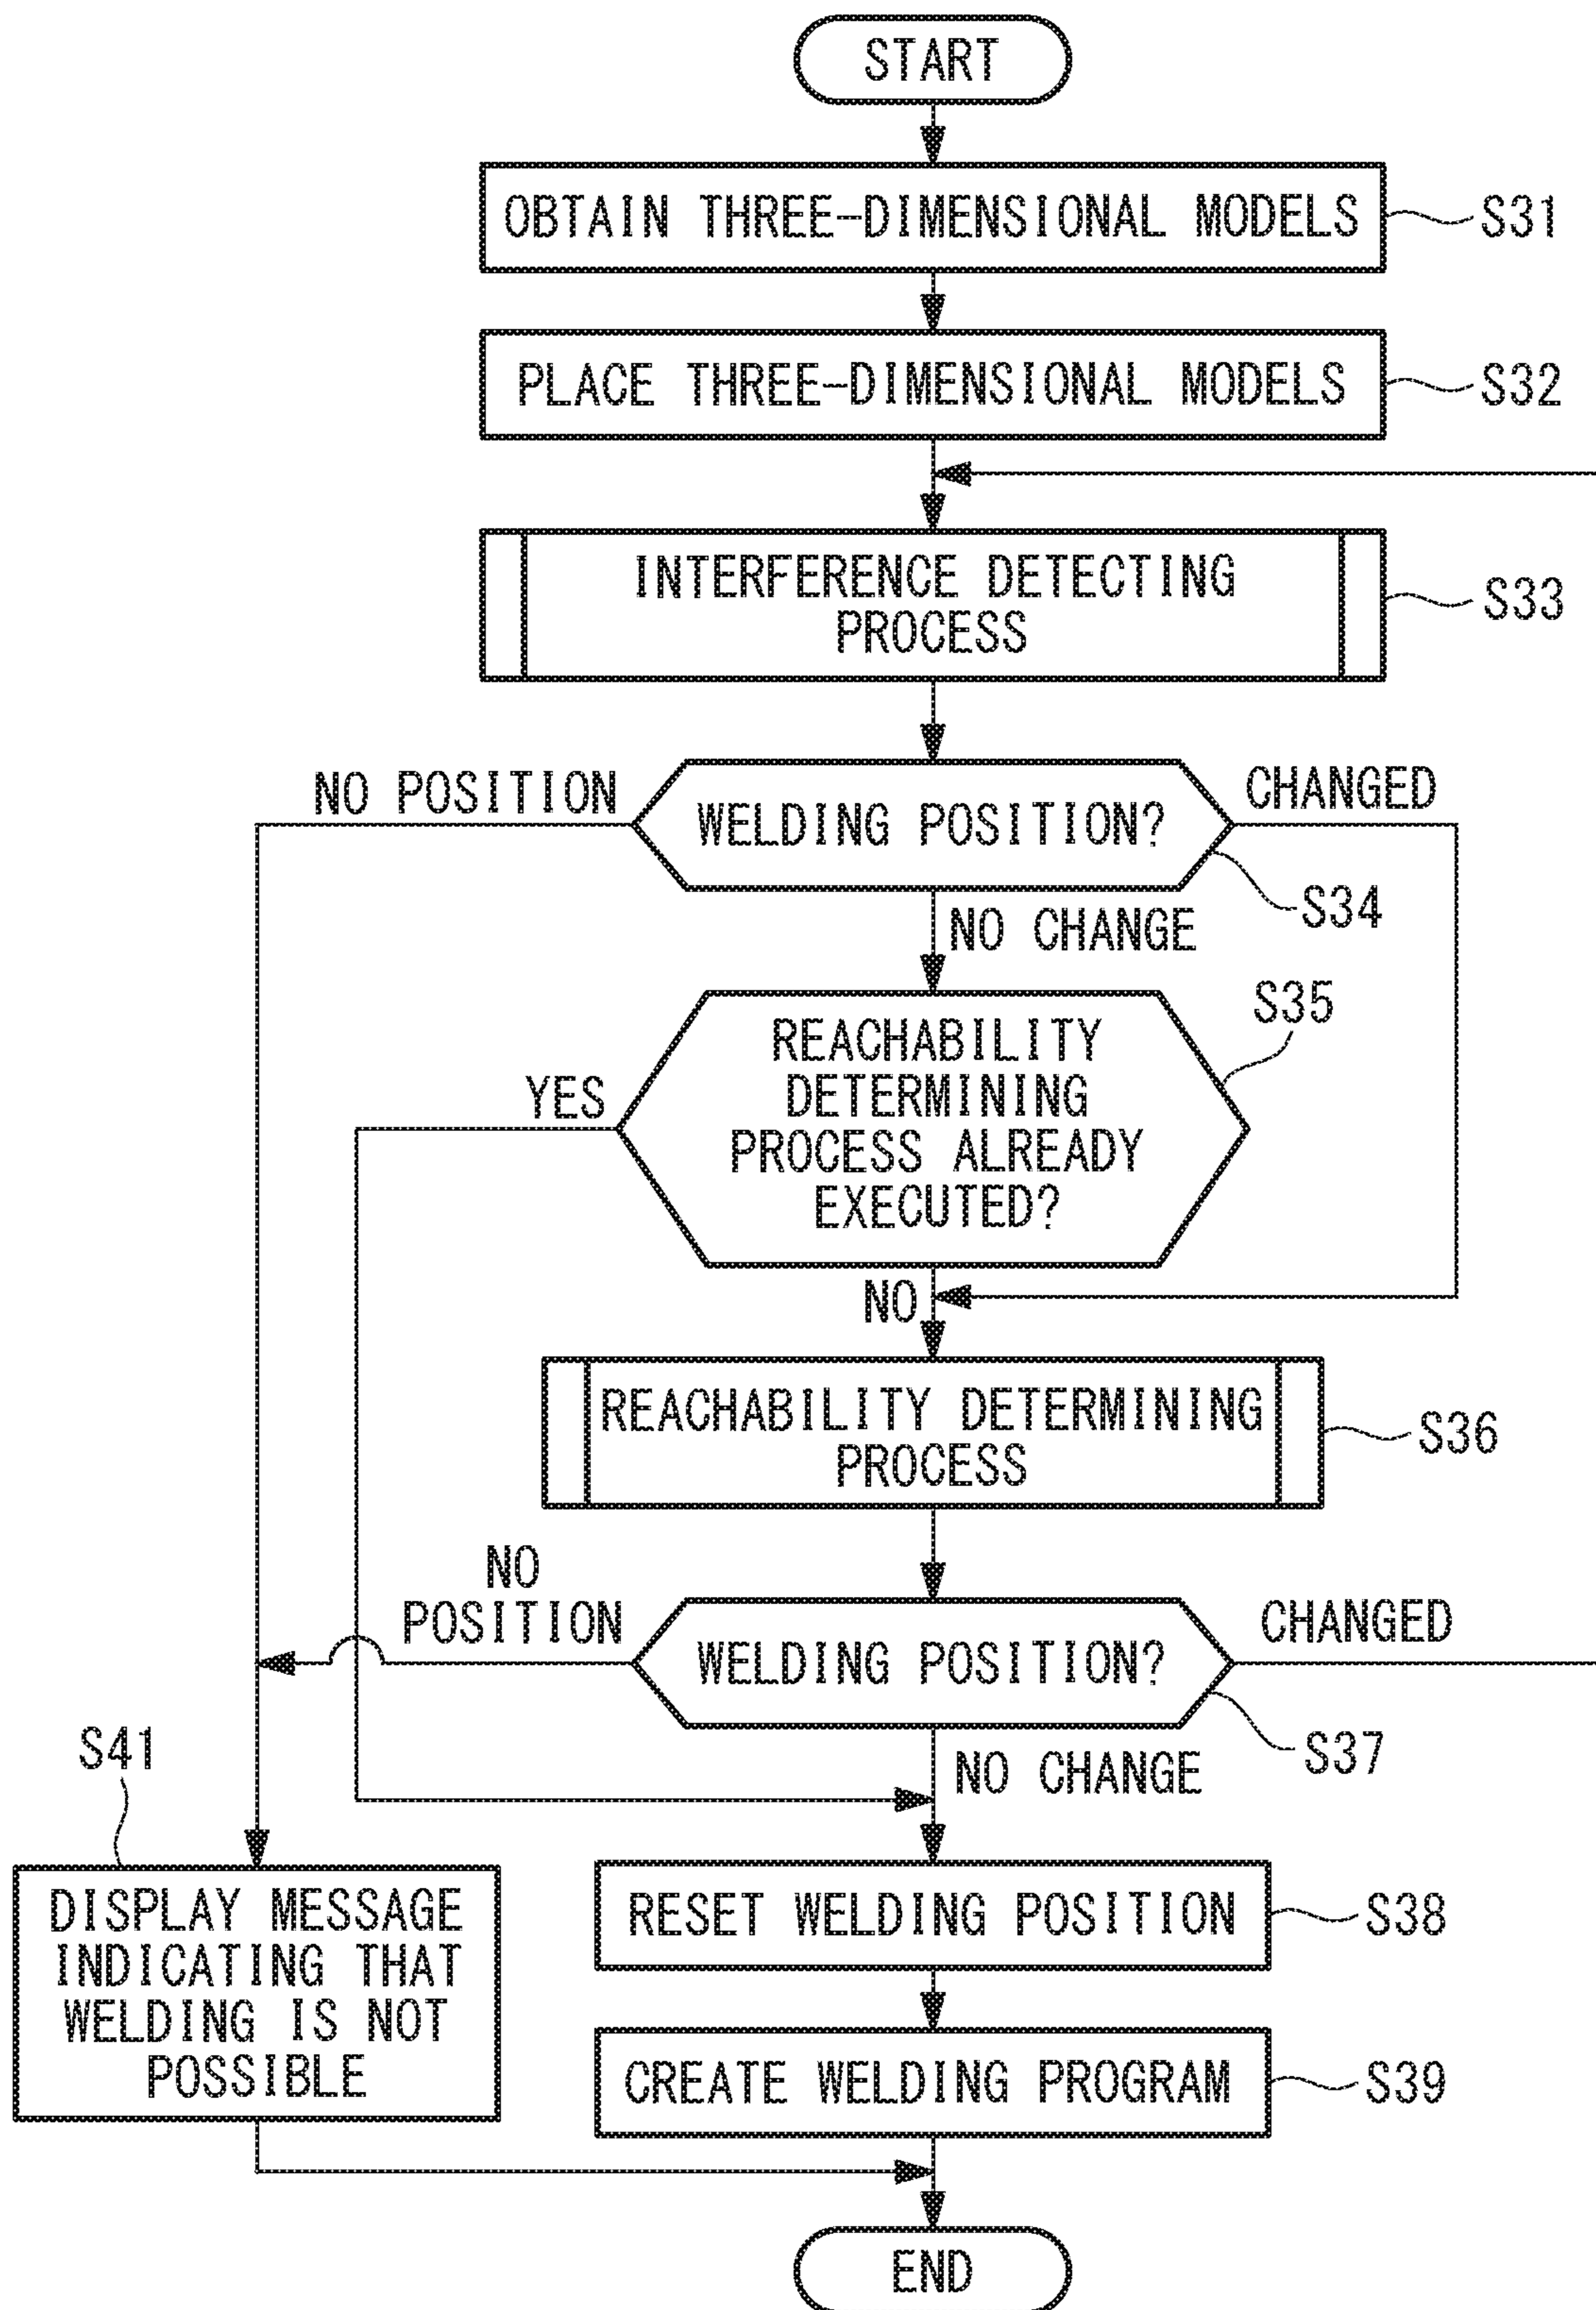 START
OBTAIN THREE-DIMENSIONAL MODELS
S31
PLACE THREE-DIMENSIONAL MODELS
S32
INTERFERENCE DETECTING
PROCESS
S33
NO POSITION
WELDING POSITION?
CHANGED
S34
NO CHANGE
S35
REACHABILITY
DETERMINING
PROCESS ALREADY
EXECUTED?
YES
NO
REACHABILITY DETERMINING
PROCESS
S36
NO
POSITION
WELDING POSITION?
CHANGED
S37
NO CHANGE
S41
DISPLAY MESSAGE
INDICATING THAT
WELDING IS NOT
POSSIBLE
RESET WELDING POSITION
S38
CREATE WELDING PROGRAM
S39
END